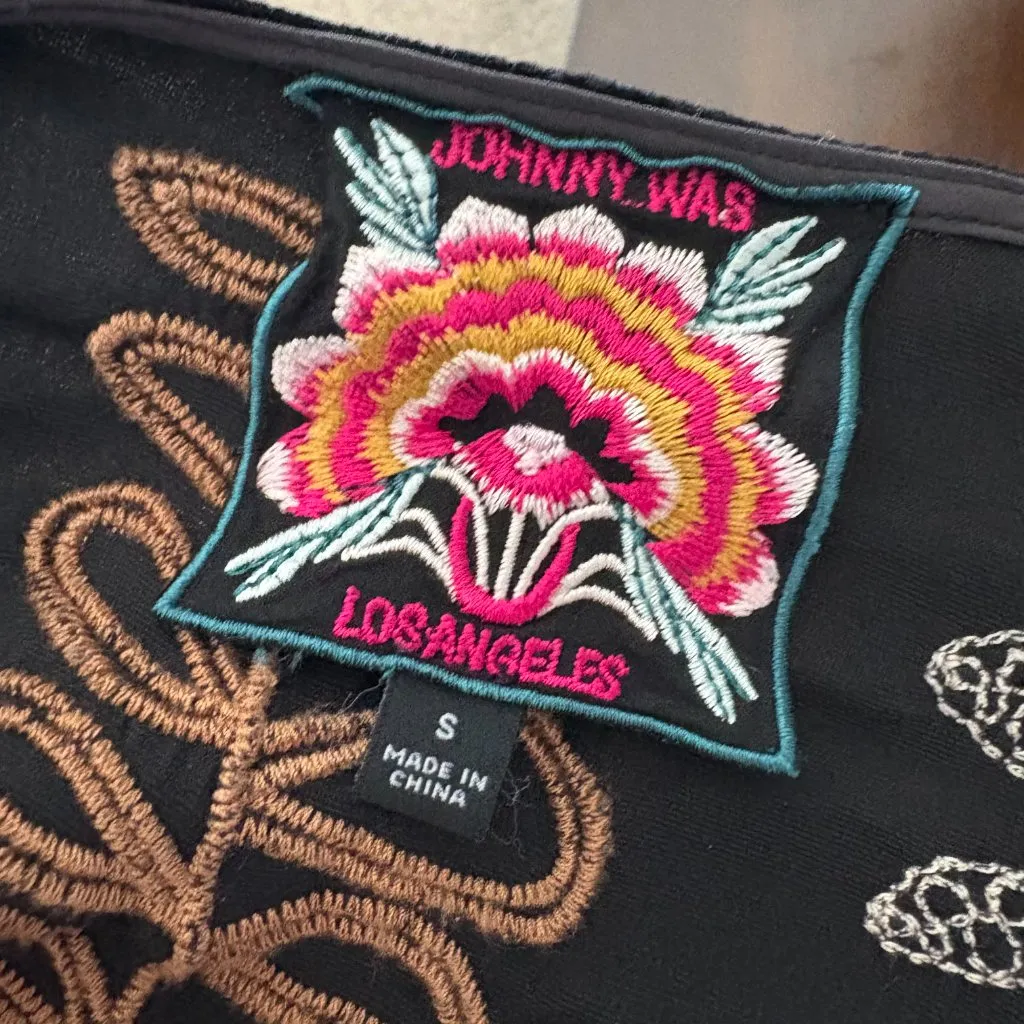 JOHNNY WAS
LOS ANGELES
S
MADE IN
CHINA